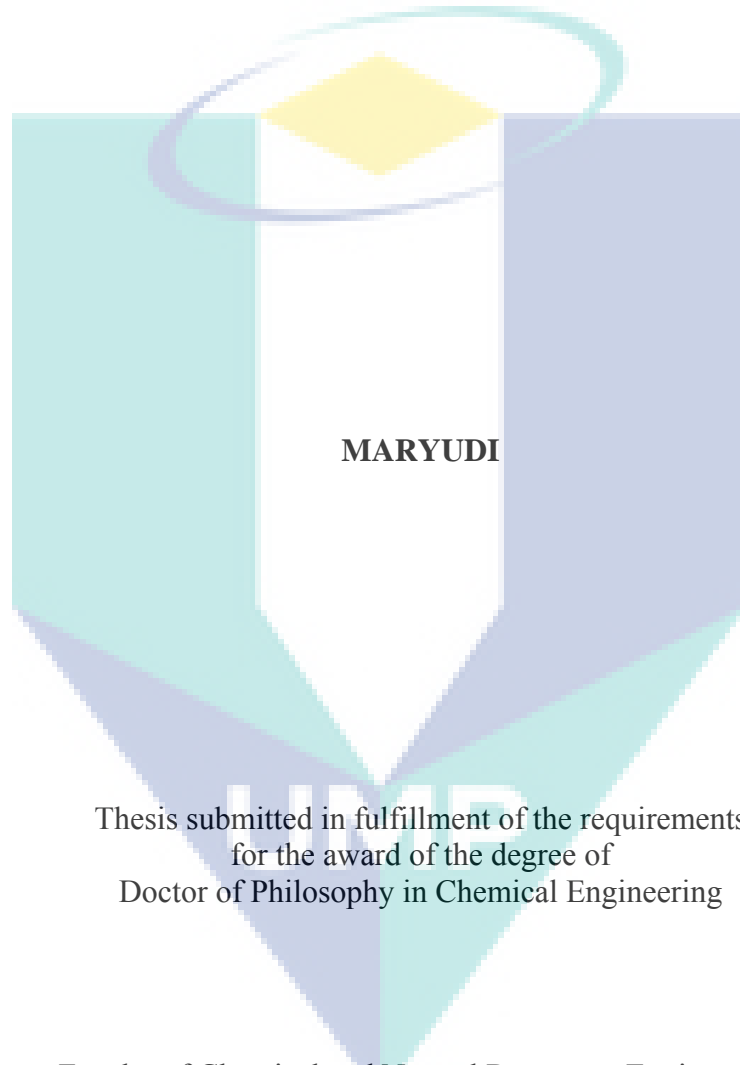 MARYUDI
UMP
Thesis submitted in fulfillment of the requirements
for the award of the degree of
Doctor of Philosophy in Chemical Engineering